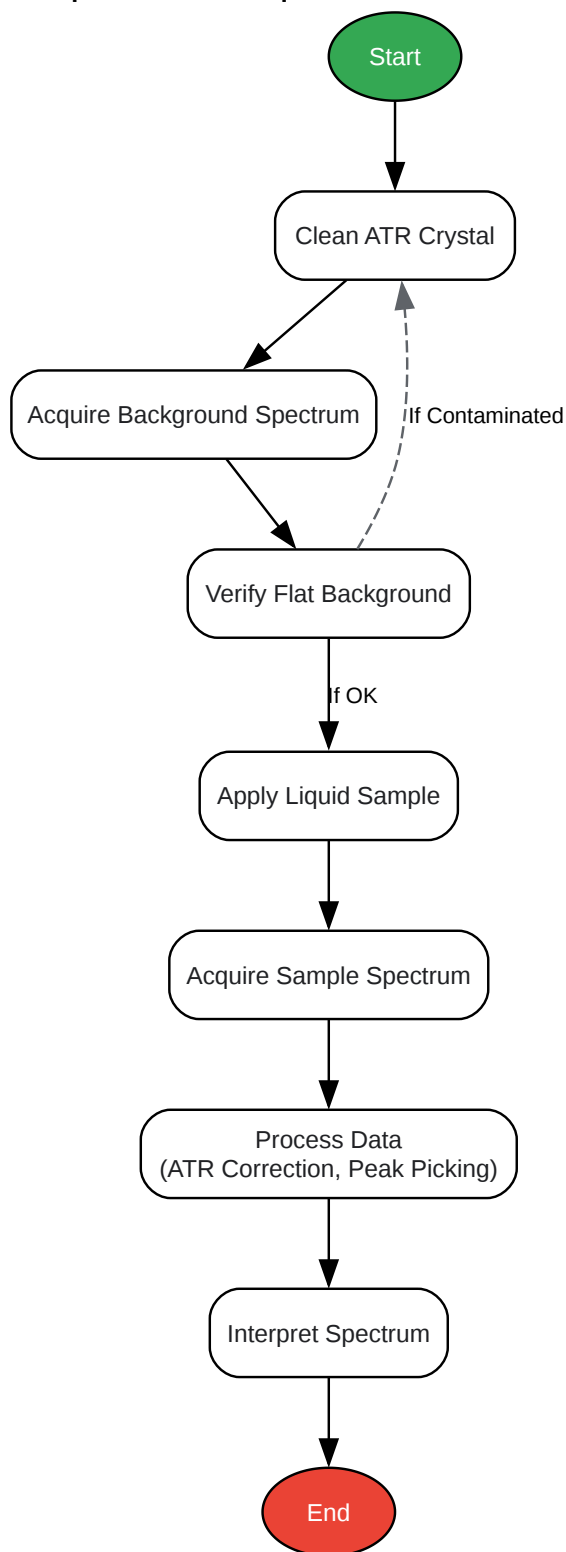 Start
Clean ATR Crystal
Acquire Background Spectrum
If Contaminated
Verify Flat Background
If OK
Apply Liquid Sample
Acquire Sample Spectrum
Process Data
(ATR Correction, Peak Picking)
Interpret Spectrum
End